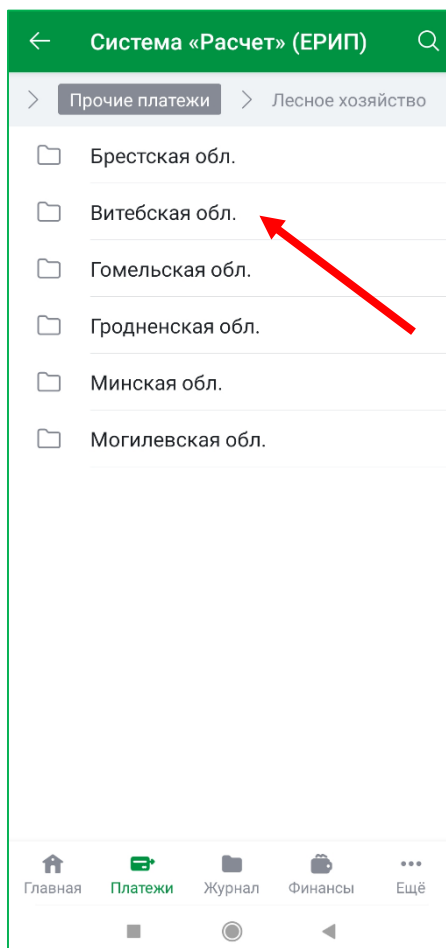 Система «Расчет» (ЕРИП)
Прочие платежи > Лесное хозяйство
Брестская обл.
Витебская обл.
Гомельская обл.
Гродненская обл.
Минская обл.
Могилевская обл.
Главная Платежи Журнал Финансы Ещё